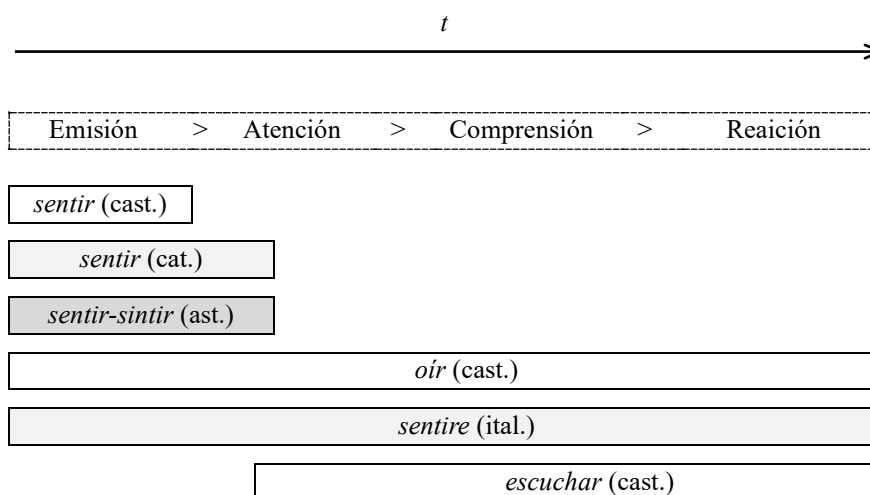 t
Emisión > Atención > Comprensión > Reaición
sentir (cast.)
sentir (cat.)
sentir-sintir (ast.)
oír (cast.)
sentire (ital.)
escuchar (cast.)